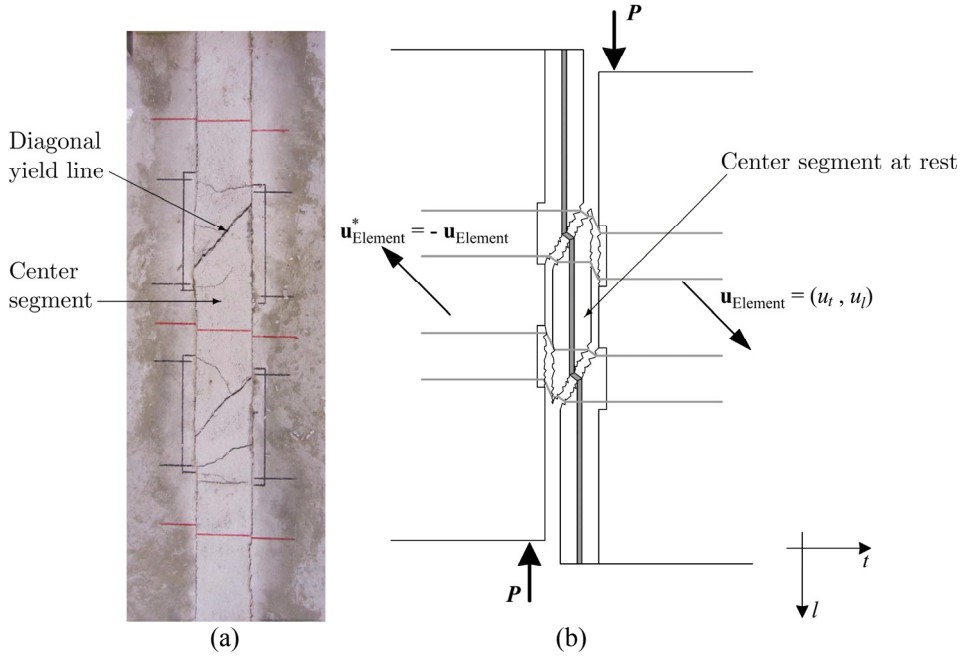 Diagonal
yield line
Center
segment
(a)
P
Center segment at rest
u*Element = - uElement
uElement = (ut , ul)
P
t
l
(b)